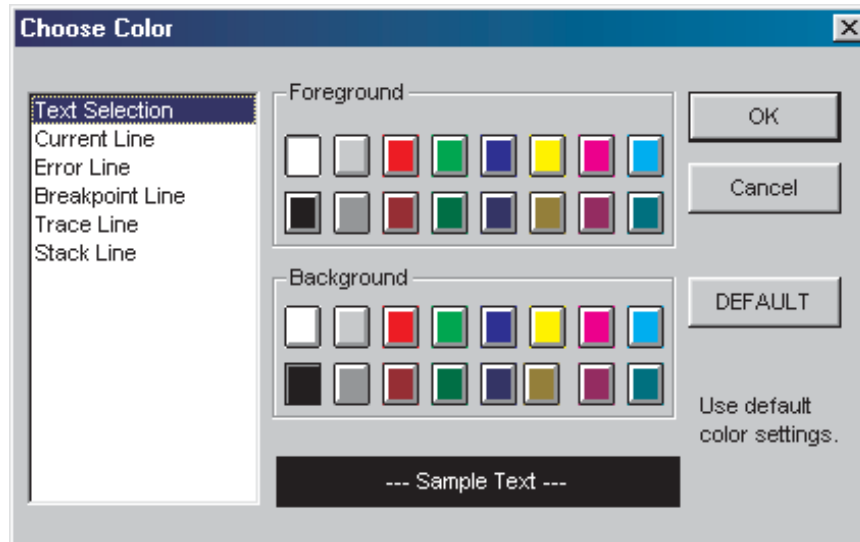 Choose Color
Text Selection
Current Line
Error Line
Breakpoint Line
Trace Line
Stack Line
Foreground
Background
--- Sample Text ---
OK
Cancel
DEFAULT
Use default
color settings.